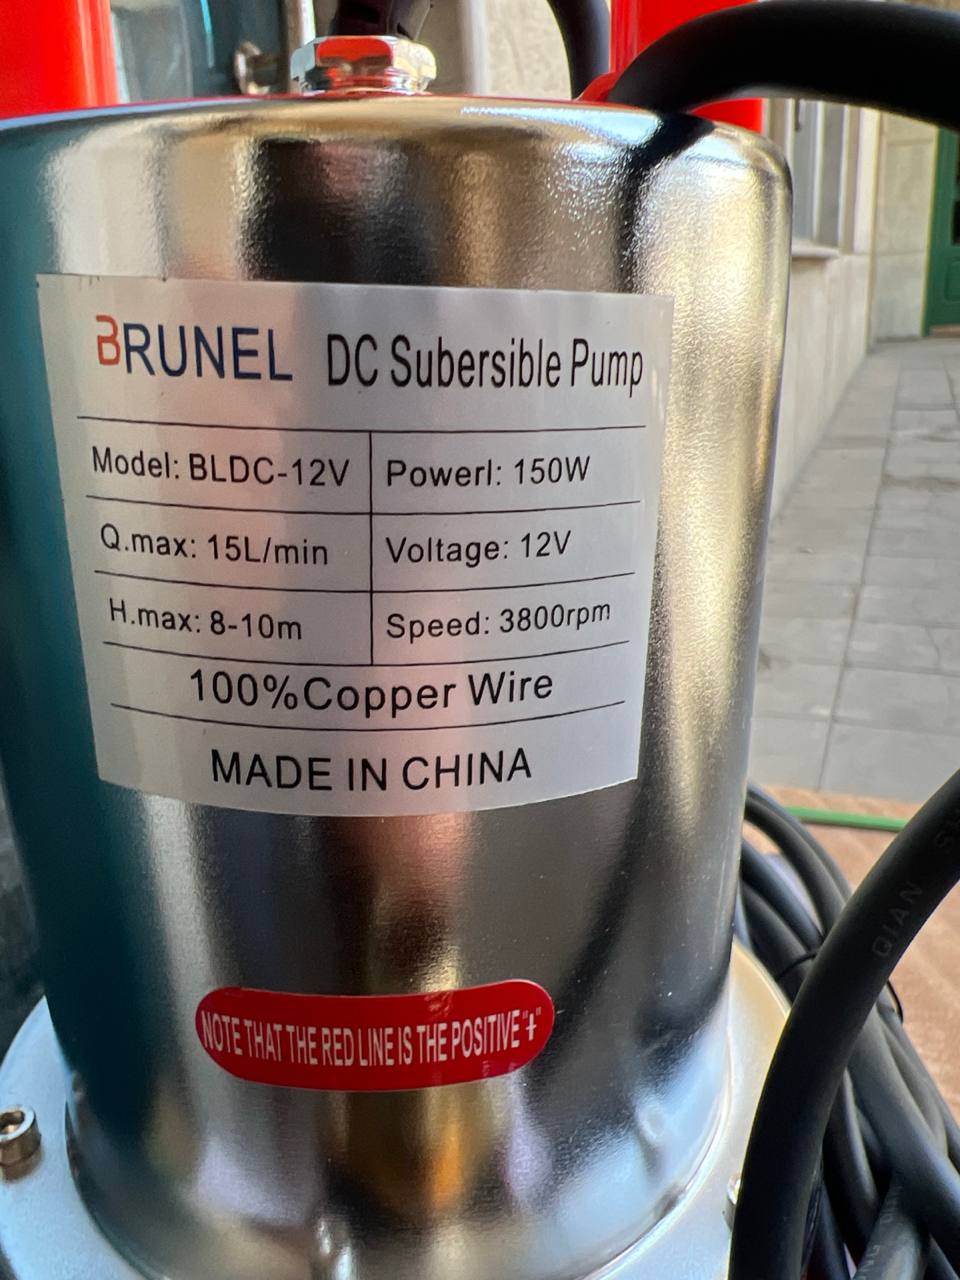 BRUNEL DC Subersible Pump
Model: BLDC-12V Powerl: 150W
Q.max: 15L/min Voltage: 12V
H.max: 8-10m Speed: 3800rpm
100%Copper Wire
MADE IN CHINA
QIAN
NOTE THAT THE RED LINE IS THE POSITIVE "+"